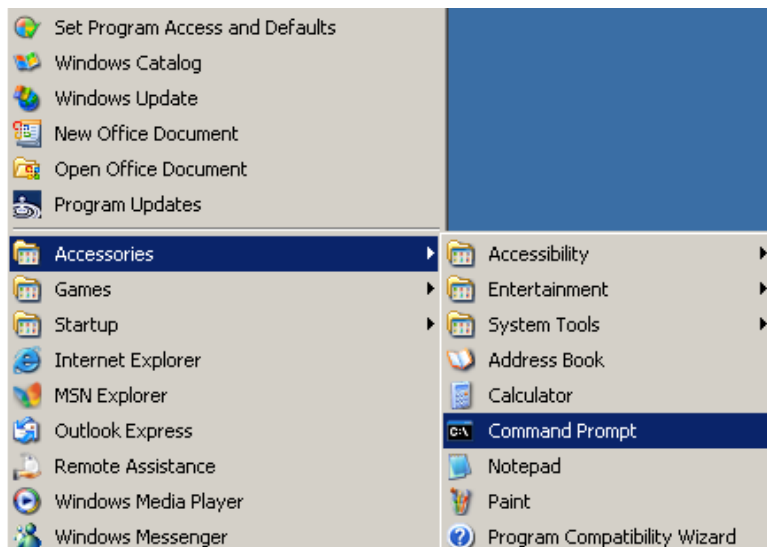 Set Program Access and Defaults
Windows Catalog
Windows Update
New Office Document
Open Office Document
Program Updates
Accessories
Games
Startup
Internet Explorer
MSN Explorer
Outlook Express
Remote Assistance
Windows Media Player
Windows Messenger
Accessibility
Entertainment
System Tools
Address Book
Calculator
C:\
Command Prompt
Notepad
Paint
Program Compatibility Wizard